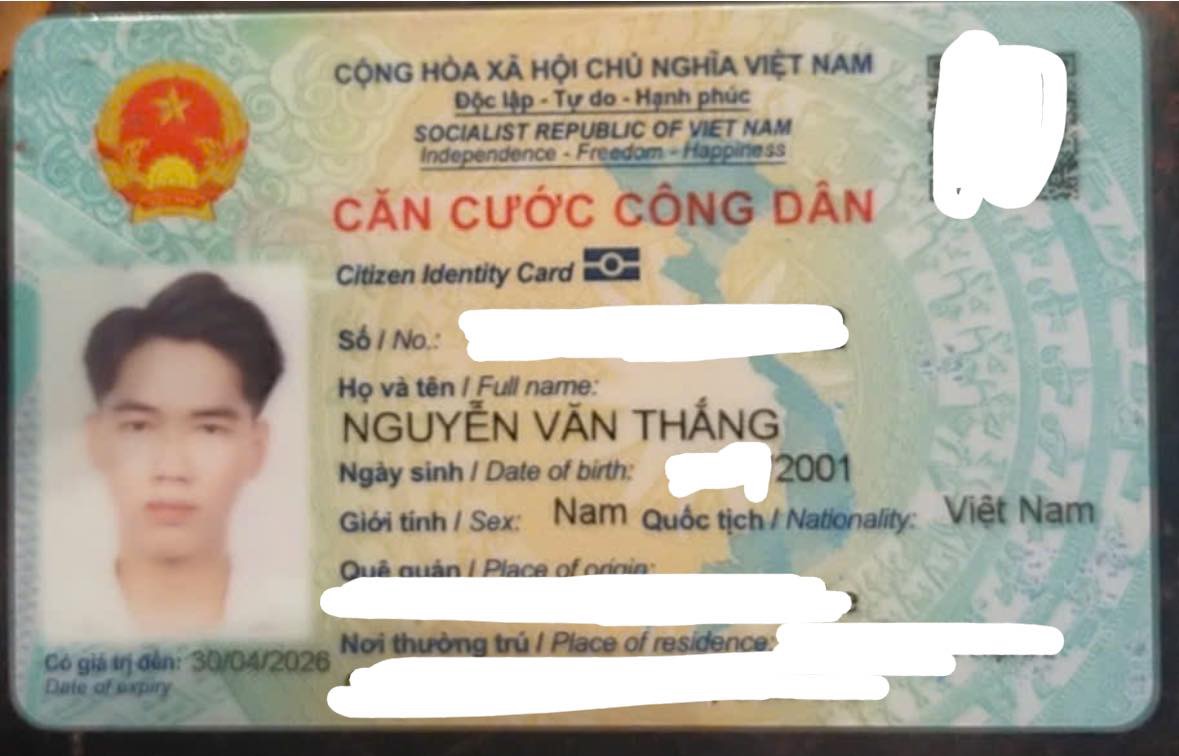 CỘNG HÒA XÃ HỘI CHỦ NGHĨA VIỆT NAM
Độc lập - Tự do - Hạnh phúc
SOCIALIST REPUBLIC OF VIET NAM
Independence - Freedom - Happiness
CĂN CƯỚC CÔNG DÂN
Citizen Identity Card
Số / No.:
Họ và tên / Full name:
NGUYỄN VĂN THẮNG
Ngày sinh / Date of birth: /2001
Giới tính / Sex: Nam Quốc tịch / Nationality: Việt Nam
Quê quán / Place of origin:
Nơi thường trú / Place of residence:
Có giá trị đến: 30/04/2026
Date of expiry